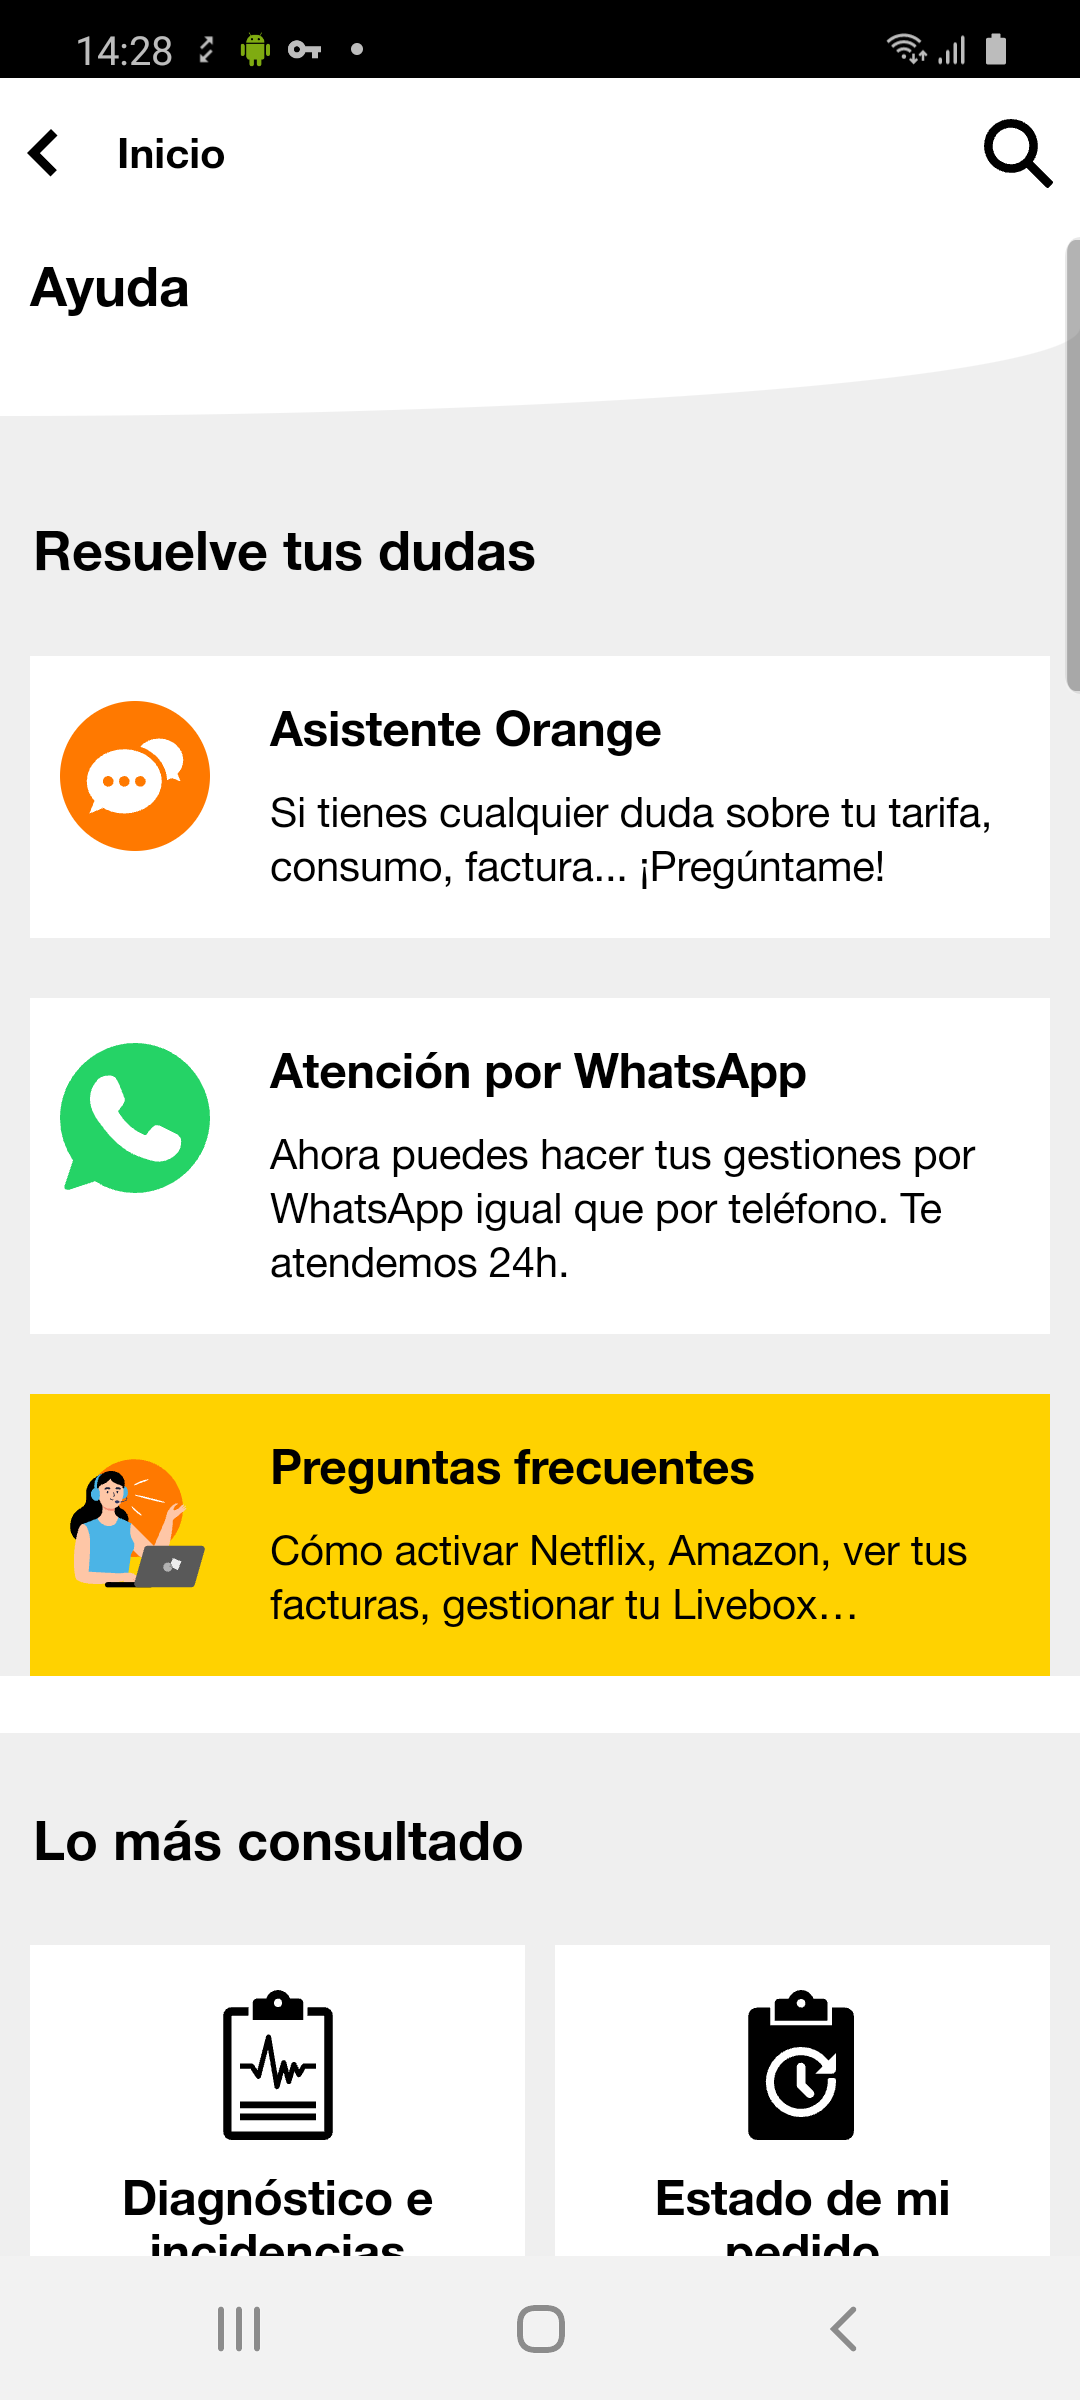 14:28
Inicio
Ayuda
Resuelve tus dudas
Asistente Orange
Si tienes cualquier duda sobre tu tarifa,
consumo, factura... ¡Pregúntame!
Atención por WhatsApp
Ahora puedes hacer tus gestiones por
WhatsApp igual que por teléfono. Te
atendemos 24h.
Preguntas frecuentes
Cómo activar Netflix, Amazon, ver tus
facturas, gestionar tu Livebox…
Lo más consultado
Diagnóstico e
incidencias
Estado de mi
pedido